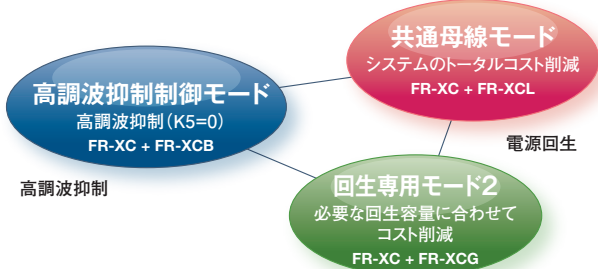 高調波抑制制御モード
高調波抑制(K5=0)
FR-XC + FR-XCB
高調波抑制
共通母線モード
システムのトータルコスト削減
FR-XC + FR-XCL
電源回生
回生専用モード2
必要な回生容量に合わせて
コスト削減
FR-XC + FR-XCG